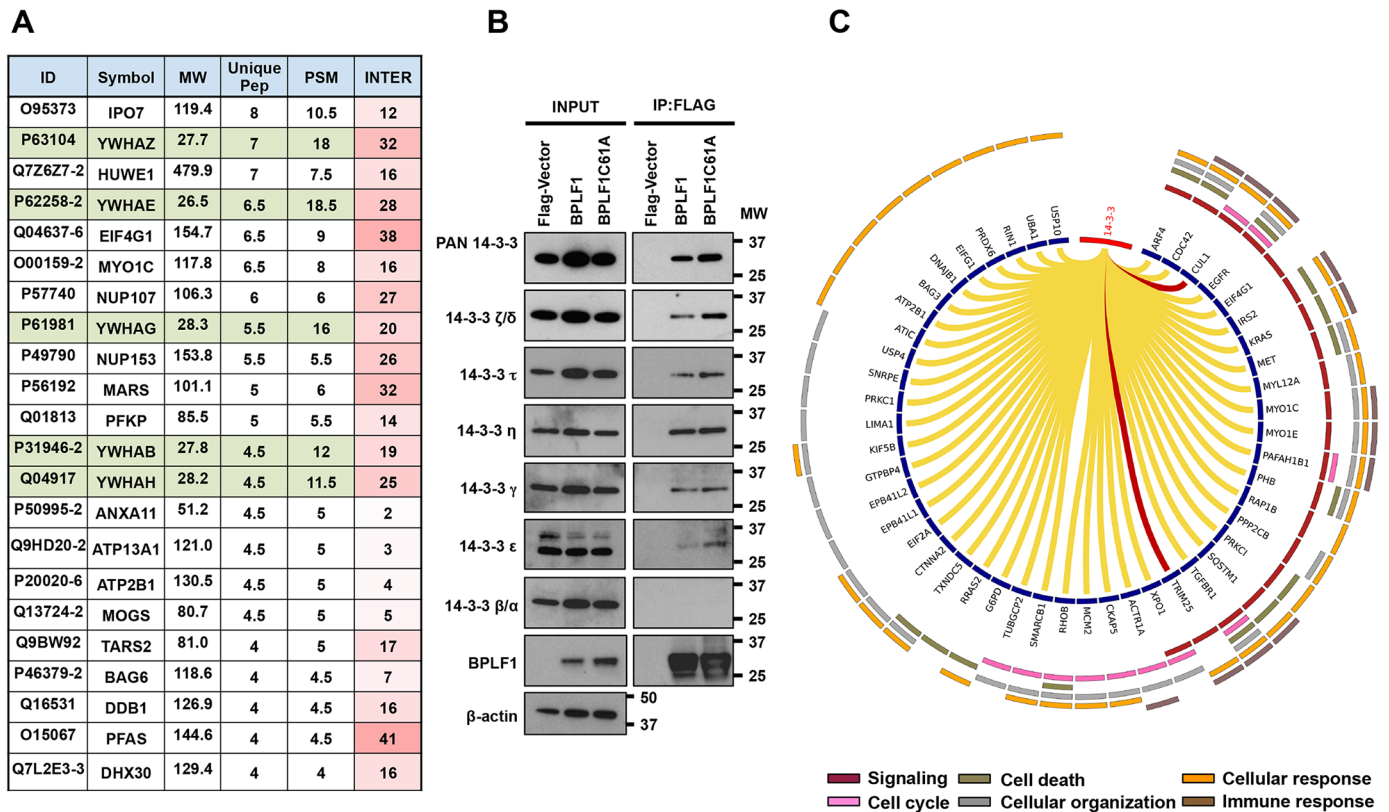 A
ID Symbol MW Unique Pep PSM INTER
O95373 IPO7 119.4 8 10.5 12
P63104 YWHAZ 27.7 7 18 32
Q7Z6Z7-2 HUWE1 479.9 7 7.5 16
P62258-2 YWHAE 26.5 6.5 18.5 28
Q04637-6 EIF4G1 154.7 6.5 9 38
O00159-2 MYO1C 117.8 6.5 8 16
P57740 NUP107 106.3 6 6 27
P61981 YWHAG 28.3 5.5 16 20
P49790 NUP153 153.8 5.5 5.5 26
P56192 MARS 101.1 5 6 32
Q01813 PFKP 85.5 5 5.5 14
P31946-2 YWHAB 27.8 4.5 12 19
Q04917 YWHAH 28.2 4.5 11.5 25
P50995-2 ANXA11 51.2 4.5 5 2
Q9HD20-2 ATP13A1 121.0 4.5 5 3
P20020-6 ATP2B1 130.5 4.5 5 4
Q13724-2 MOGS 80.7 4.5 5 5
Q9BW92 TARS2 81.0 4 5 17
P46379-2 BAG6 118.6 4 4.5 7
Q16531 DDB1 126.9 4 4.5 16
O15067 PFAS 144.6 4 4.5 41
Q7L2E3-3 DHX30 129.4 4 4 16
B
INPUT IP:FLAG
Flag-Vector
BPLF1
BPLF1C61A
Flag-Vector
BPLF1
BPLF1C61A
MW
PAN 14-3-3 37
25
14-3-3 ζ/δ 37
25
14-3-3 τ 37
25
14-3-3 η 37
25
14-3-3 γ 37
25
14-3-3 ε 37
25
14-3-3 β/α 37
25
BPLF1 37
25
β-actin 50
37
C
14-3-3
ARF4
CDC42
CUL1
EGFR
EIF4G1
IRS2
KRAS
MET
MYL12A
MYO1C
MYO1E
PAFAH1B1
PHB
RAP1B
PPP2CB
PRKCI
SQSTM1
TGFBR1
TRIM25
XPO1
ACTR1A
CKAP5
MCM2
RHOB
SMARCB1
TUBGCP2
G6PD
RRAS2
TXNDC5
CTNNA2
EIF2A
EPB41L1
EPB41L2
GTPBP4
KIF5B
LIMA1
PRKC1
SNRPE
USP4
ATIC
ATP2B1
BAG3
DNAJB1
EIFG1
PRDX6
RIN1
UBA1
USP10
Signaling Cell death Cellular response
Cell cycle Cellular organization Immune response